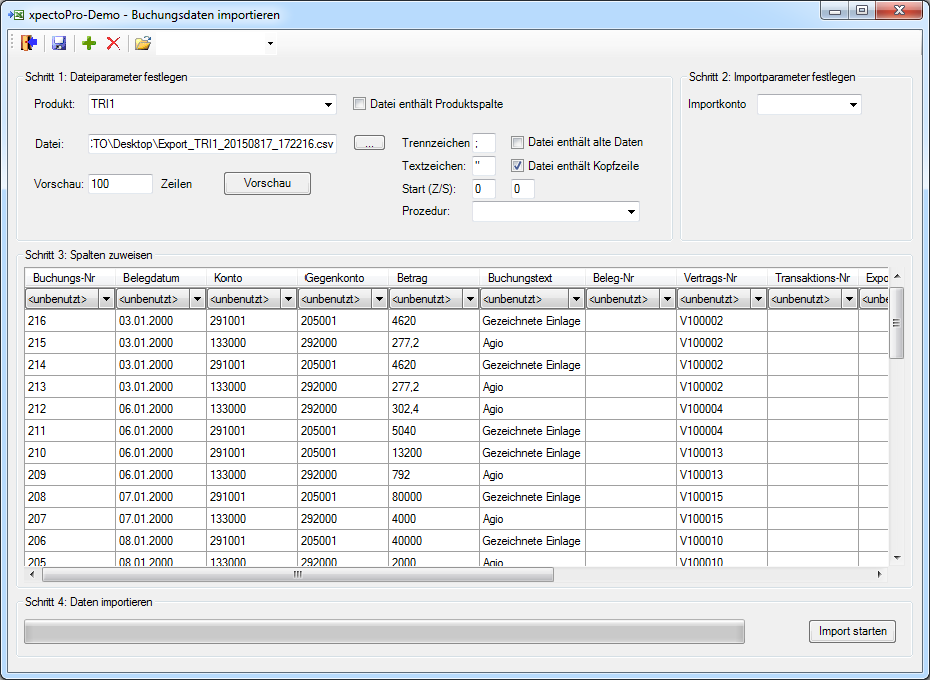 xpectoPro-Demo - Buchungsdaten importieren
Schritt 1: Dateiparameter festlegen
Produkt: TRI1 Datei enthält Produktspalte
Datei: :TO\Desktop\Export_TRI1_20150817_172216.csv ... Trennzeichen ; Datei enthält alte Daten
Textzeichen: " Datei enthält Kopfzeile
Vorschau: 100 Zeilen Vorschau Start (Z/S): 0 0
Prozedur:
Schritt 2: Importparameter festlegen
Importkonto
Schritt 3: Spalten zuweisen
Buchungs-Nr Belegdatum Konto Gegenkonto Betrag Buchungstext Beleg-Nr Vertrags-Nr Transaktions-Nr Expo
<unbenutzt> <unbenutzt> <unbenutzt> <unbenutzt> <unbenutzt> <unbenutzt> <unbenutzt> <unbenutzt> <unbenutzt> <unbe
216 03.01.2000 291001 205001 4620 Gezeichnete Einlage V100002
215 03.01.2000 133000 292000 277,2 Agio V100002
214 03.01.2000 291001 205001 4620 Gezeichnete Einlage V100002
213 03.01.2000 133000 292000 277,2 Agio V100002
212 06.01.2000 133000 292000 302,4 Agio V100004
211 06.01.2000 291001 205001 5040 Gezeichnete Einlage V100004
210 06.01.2000 291001 205001 13200 Gezeichnete Einlage V100013
209 06.01.2000 133000 292000 792 Agio V100013
208 07.01.2000 291001 205001 80000 Gezeichnete Einlage V100015
207 07.01.2000 133000 292000 4000 Agio V100015
206 08.01.2000 291001 205001 40000 Gezeichnete Einlage V100010
205 08.01.2000 133000 292000 2000 Agio V100010
Schritt 4: Daten importieren
Import starten